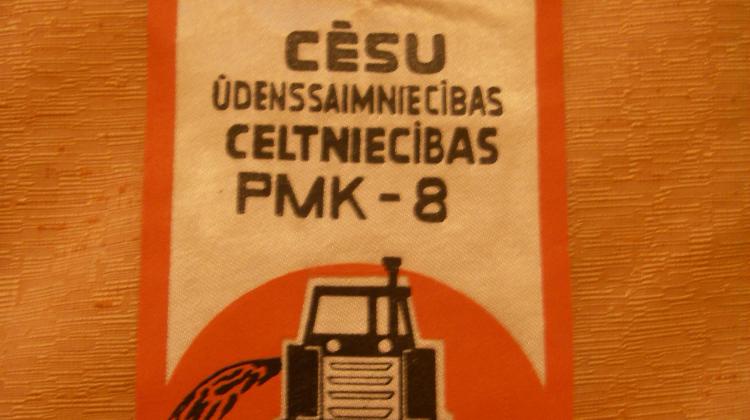 CĒSU
ŪDENSSAIMNIECĪBAS
CELTNIECĪBAS
PMK - 8